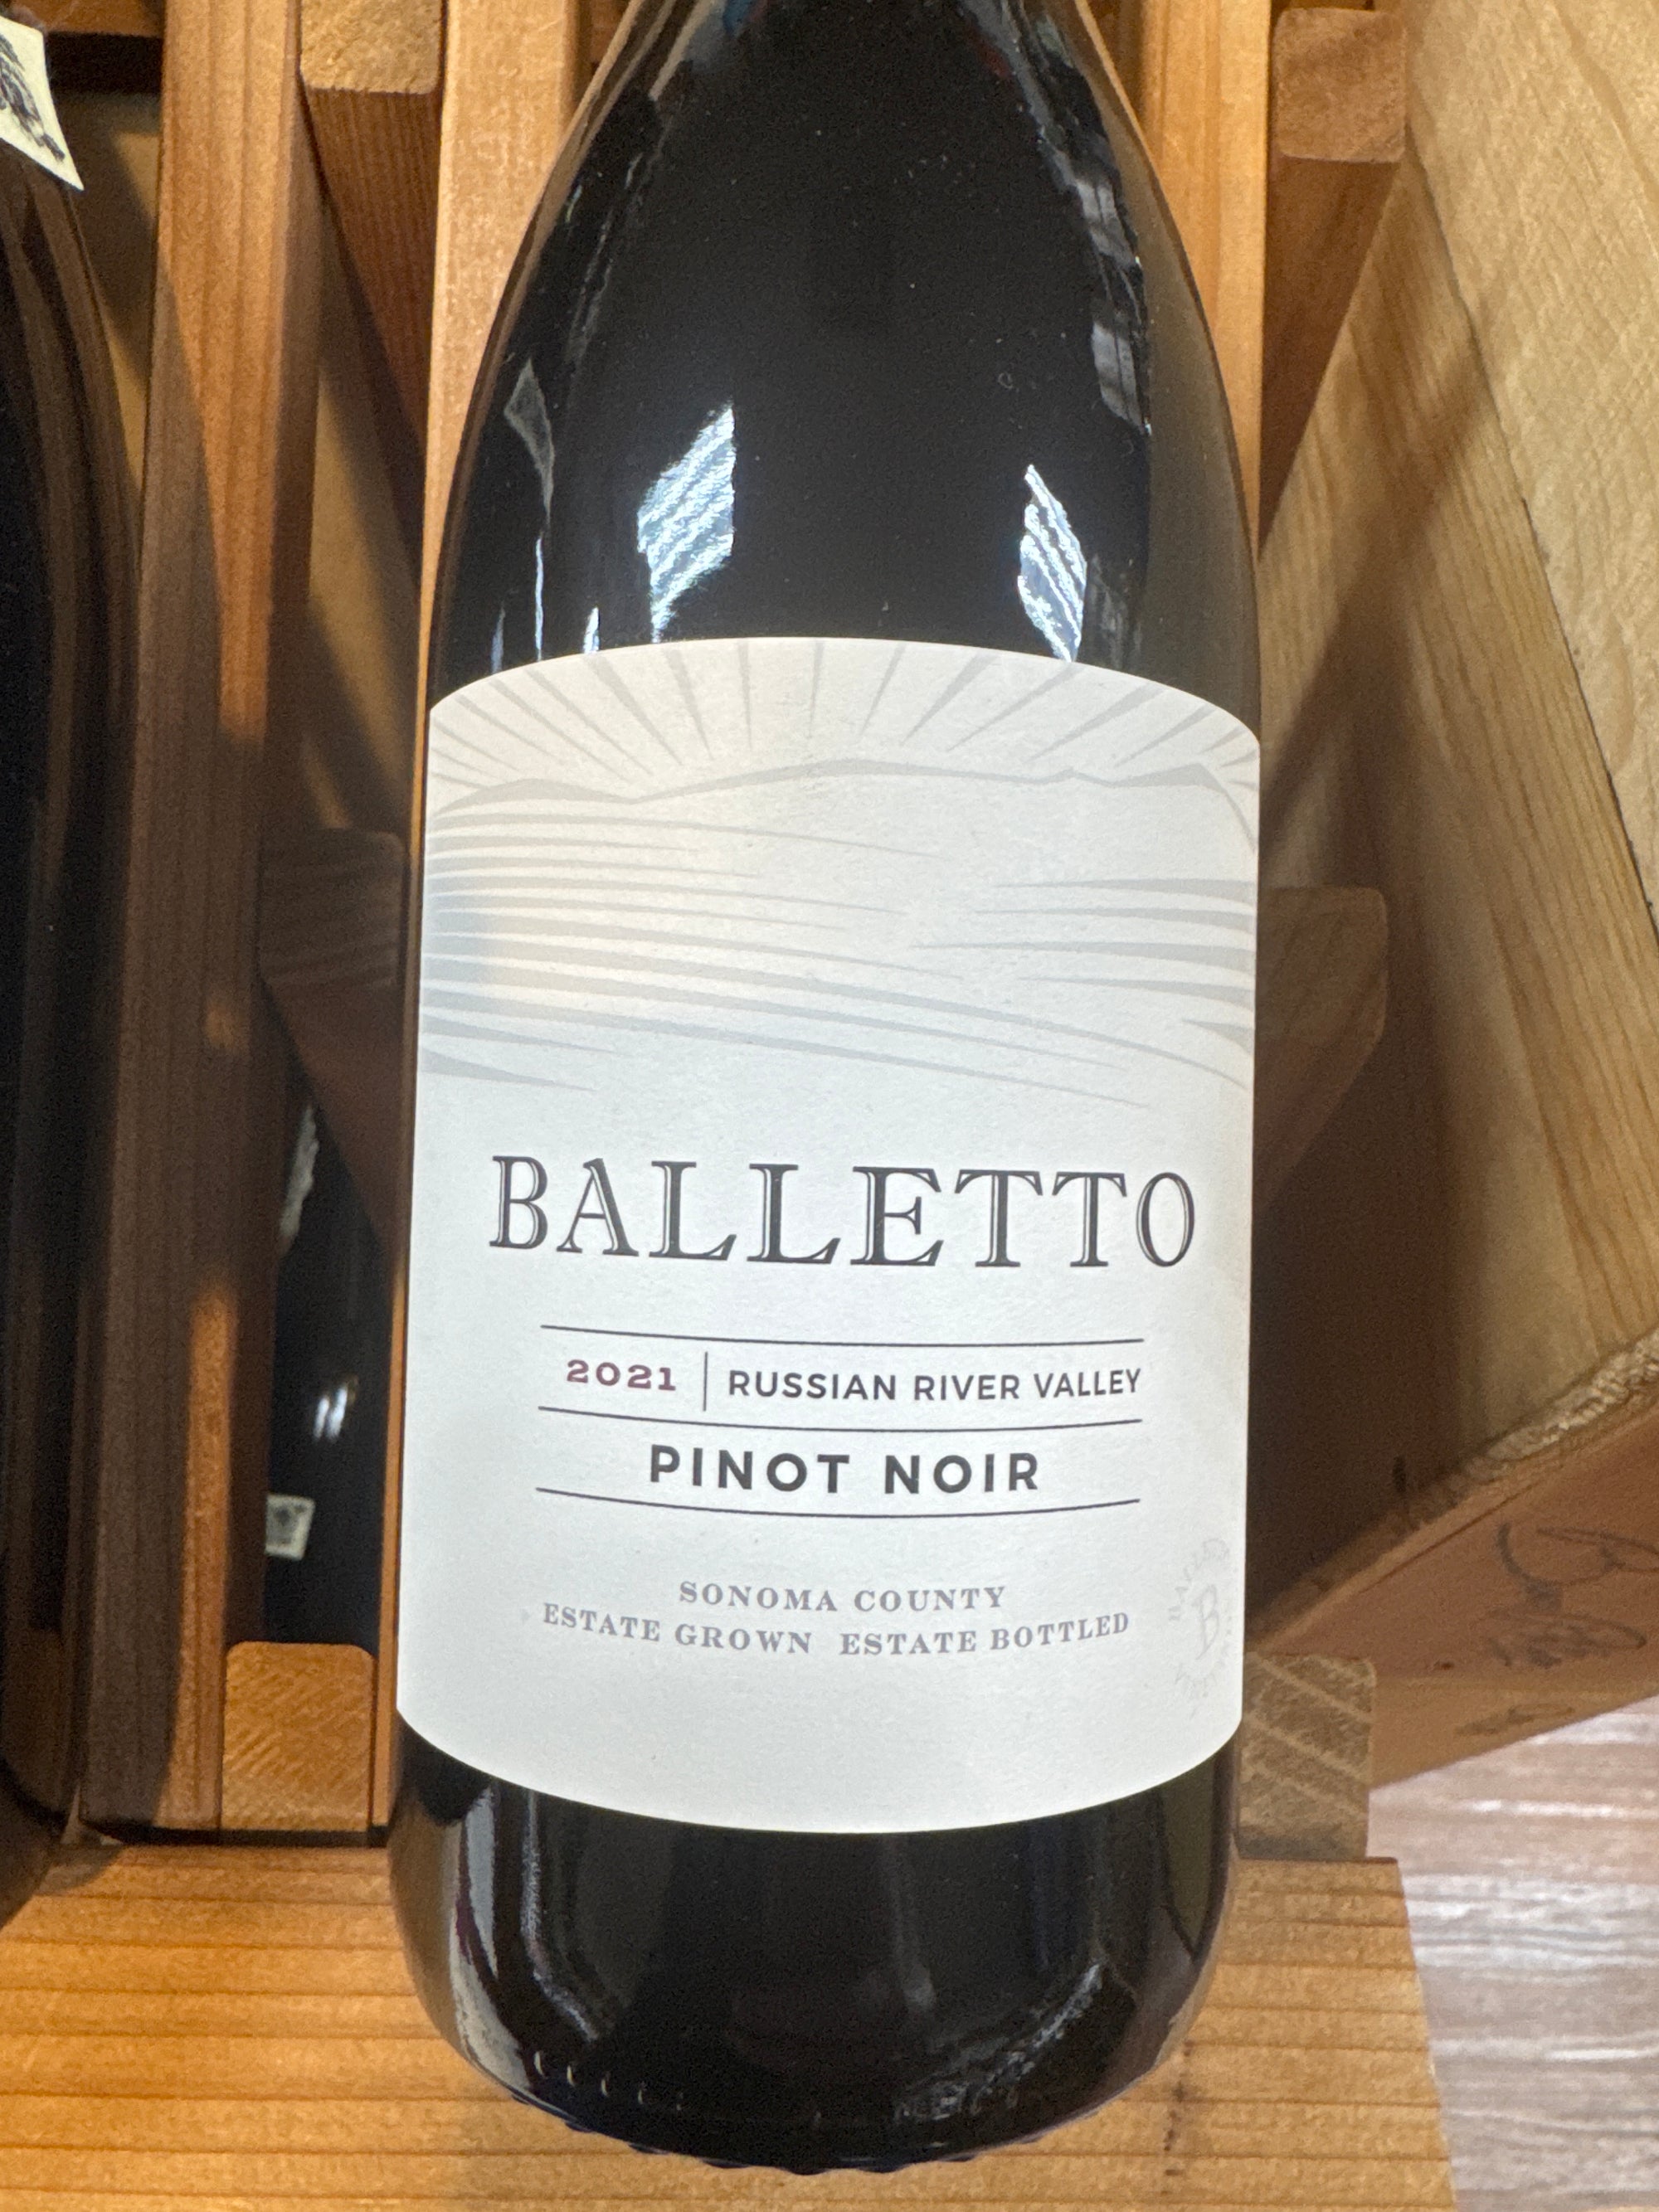 BALLETTO
2021 | RUSSIAN RIVER VALLEY
PINOT NOIR
SONOMA COUNTY
ESTATE GROWN ESTATE BOTTLED
B